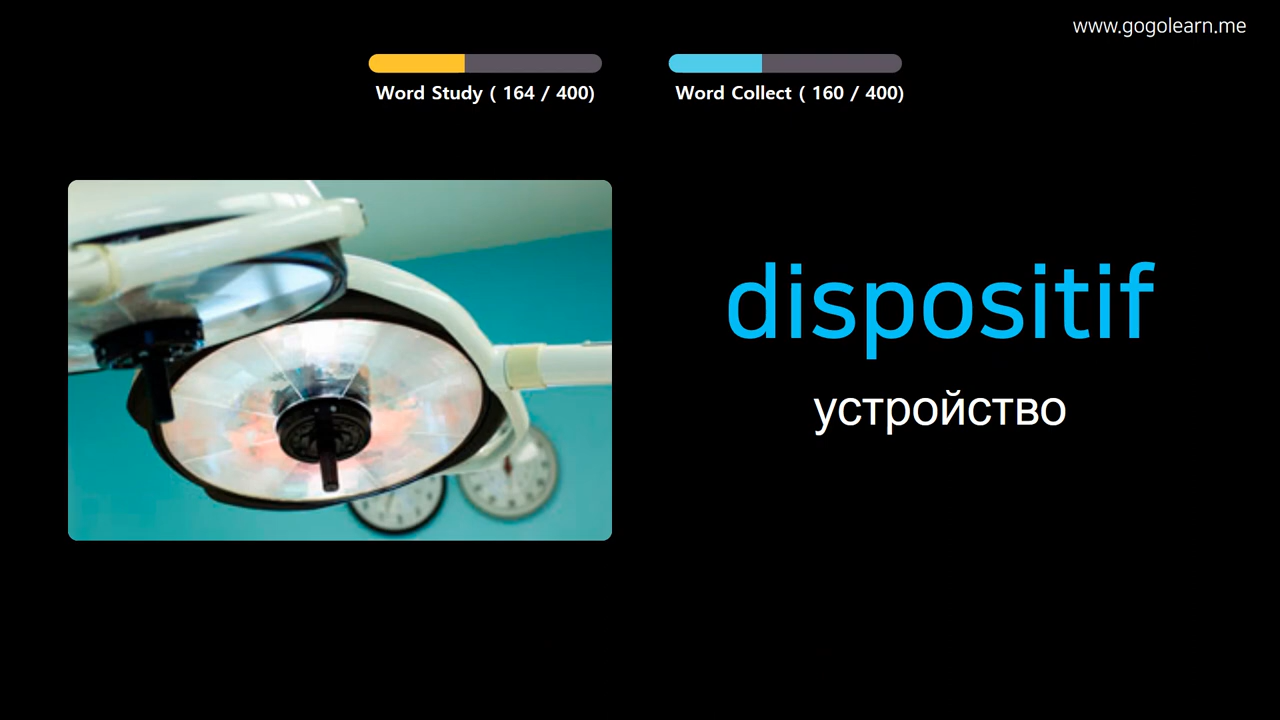 www.gogolearn.me
Word Study ( 164 / 400)
Word Collect ( 160 / 400)
dispositif
устройство